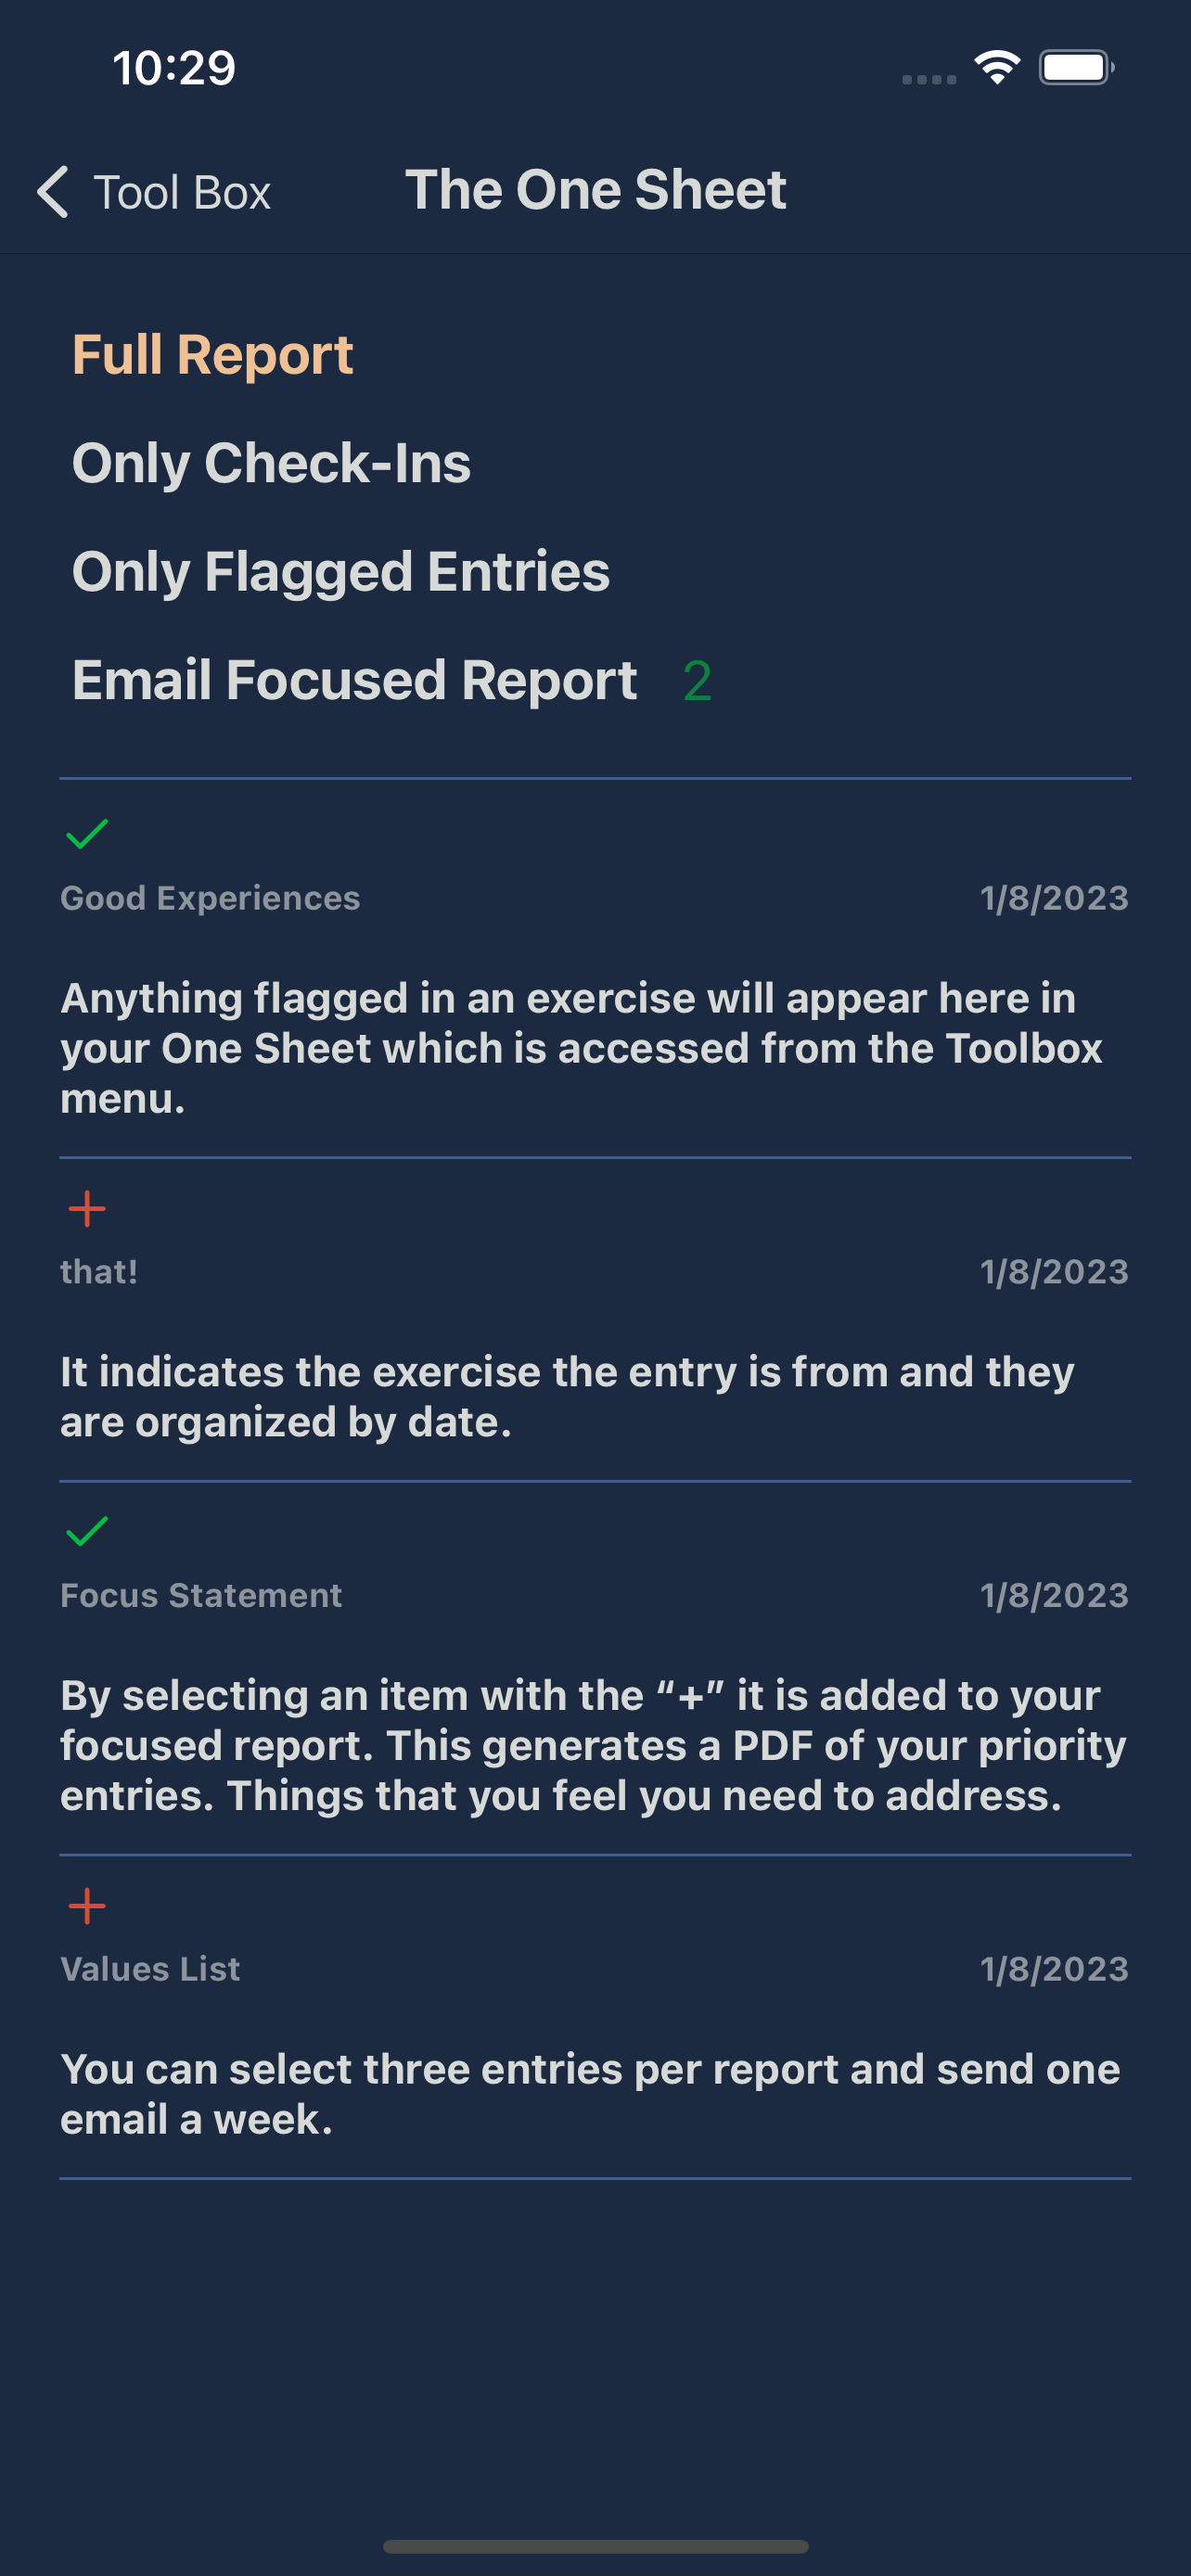 10:29
Tool Box
The One Sheet
Full Report
Only Check-Ins
Only Flagged Entries
Email Focused Report 2
Good Experiences 1/8/2023
Anything flagged in an exercise will appear here in
your One Sheet which is accessed from the Toolbox
menu.
that! 1/8/2023
It indicates the exercise the entry is from and they
are organized by date.
Focus Statement 1/8/2023
By selecting an item with the “+” it is added to your
focused report. This generates a PDF of your priority
entries. Things that you feel you need to address.
Values List 1/8/2023
You can select three entries per report and send one
email a week.